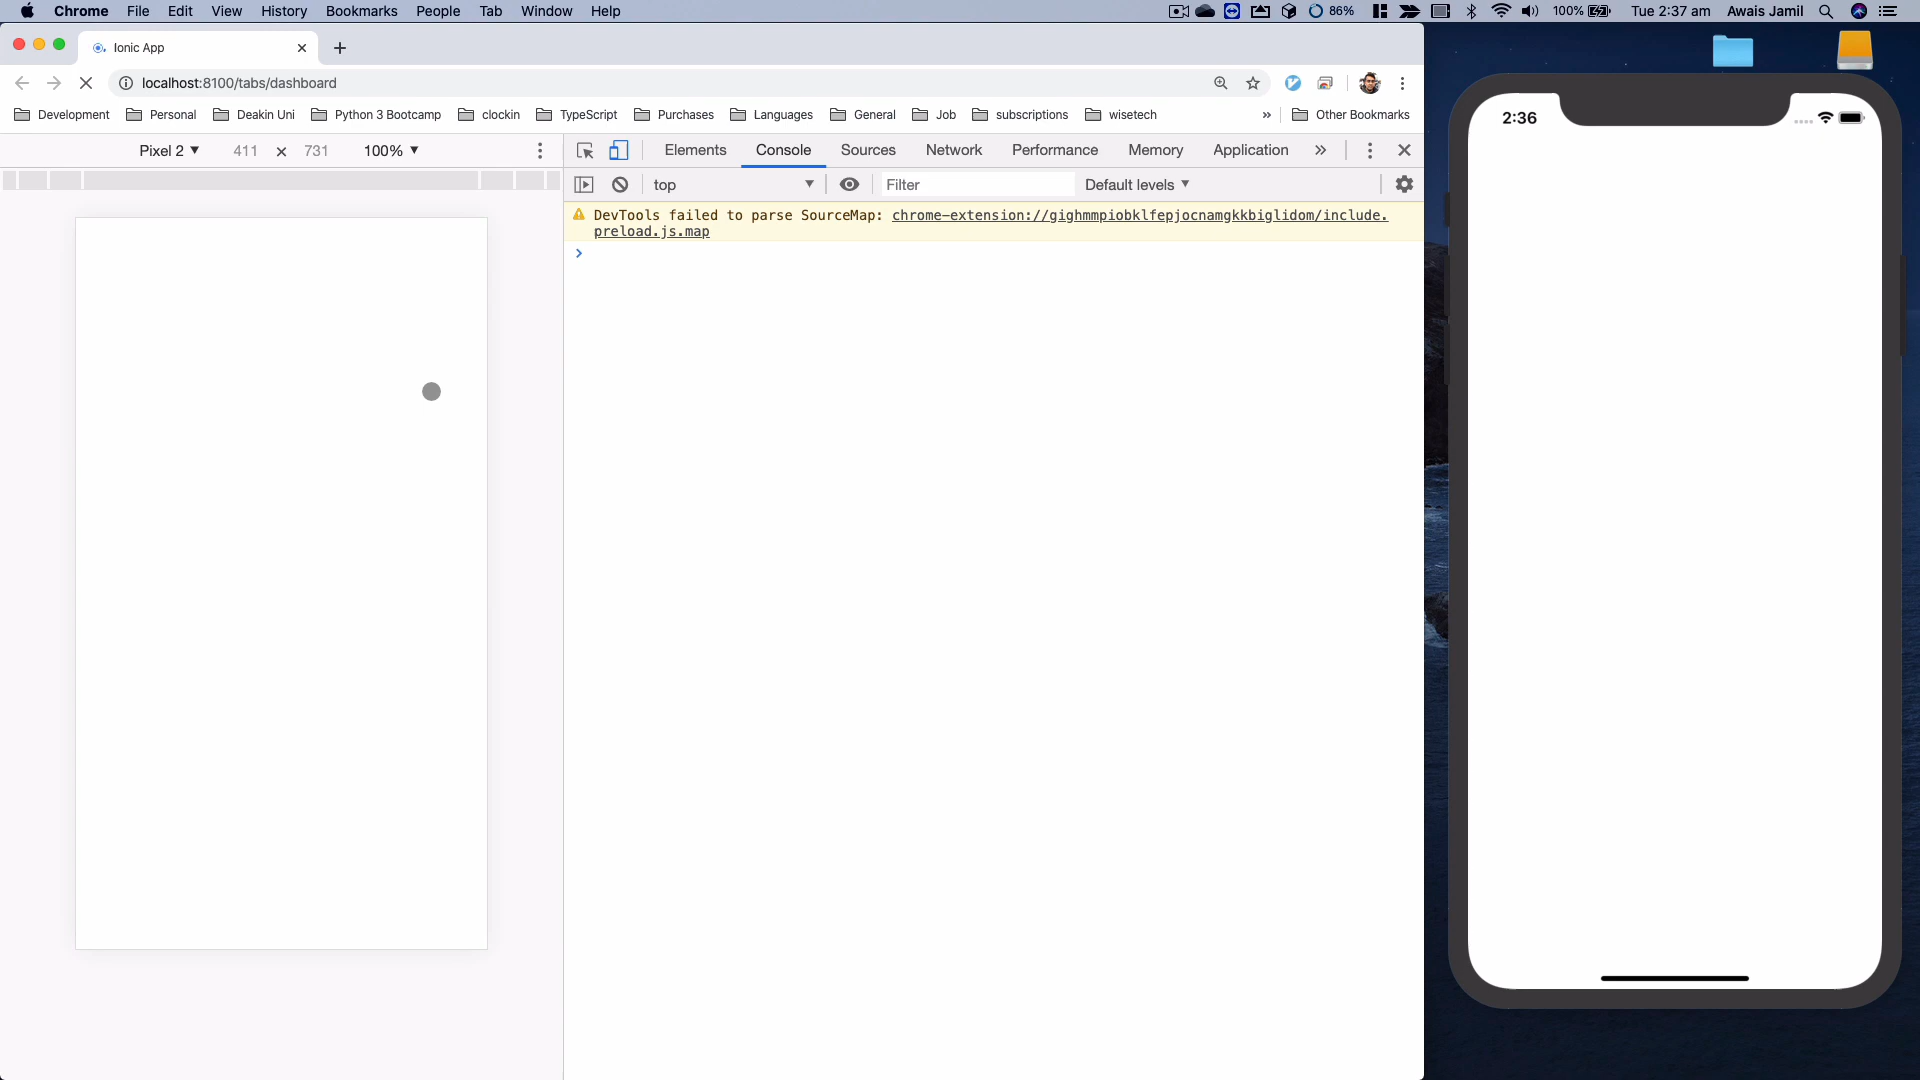 Chrome File Edit View History Bookmarks People Tab Window Help 86% 100% Tue 2:37 am Awais Jamil
Ionic App
localhost:8100/tabs/dashboard
Development Personal Deakin Uni Python 3 Bootcamp clockin TypeScript Purchases Languages General Job subscriptions wisetech » Other Bookmarks
Pixel 2 ▼ 411 × 731 100% ▼
Elements Console Sources Network Performance Memory Application »
top ▼ Filter Default levels ▼
DevTools failed to parse SourceMap: chrome-extension://gighmmpiobklfepjocnamgkkbiglidom/include.
preload.js.map
2:36